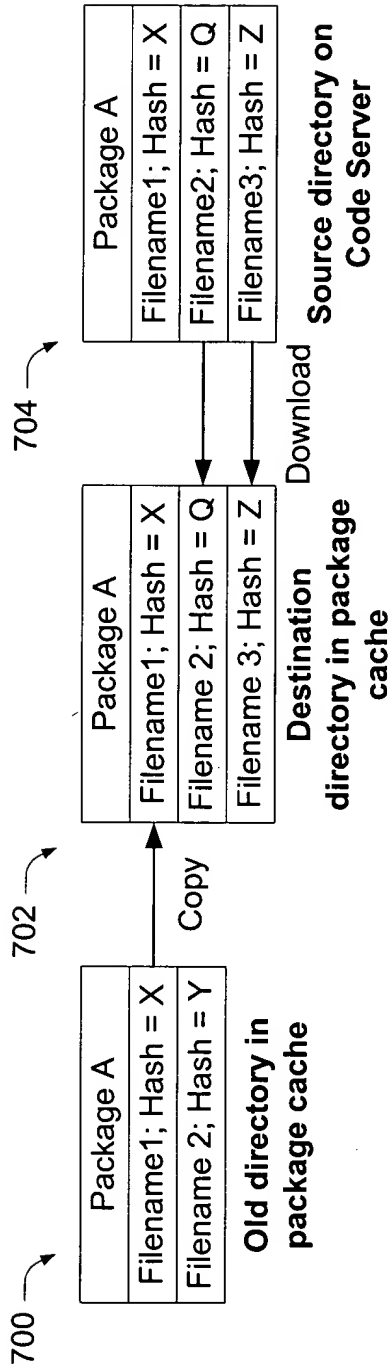 700
Package A
Filename1; Hash = X
Filename 2; Hash = Y
Old directory in
package cache
Copy
702
Package A
Filename1; Hash = X
Filename 2; Hash = Q
Filename 3; Hash = Z
Destination
directory in package
cache
Download
704
Package A
Filename1; Hash = X
Filename2; Hash = Q
Filename3; Hash = Z
Source directory on
Code Server